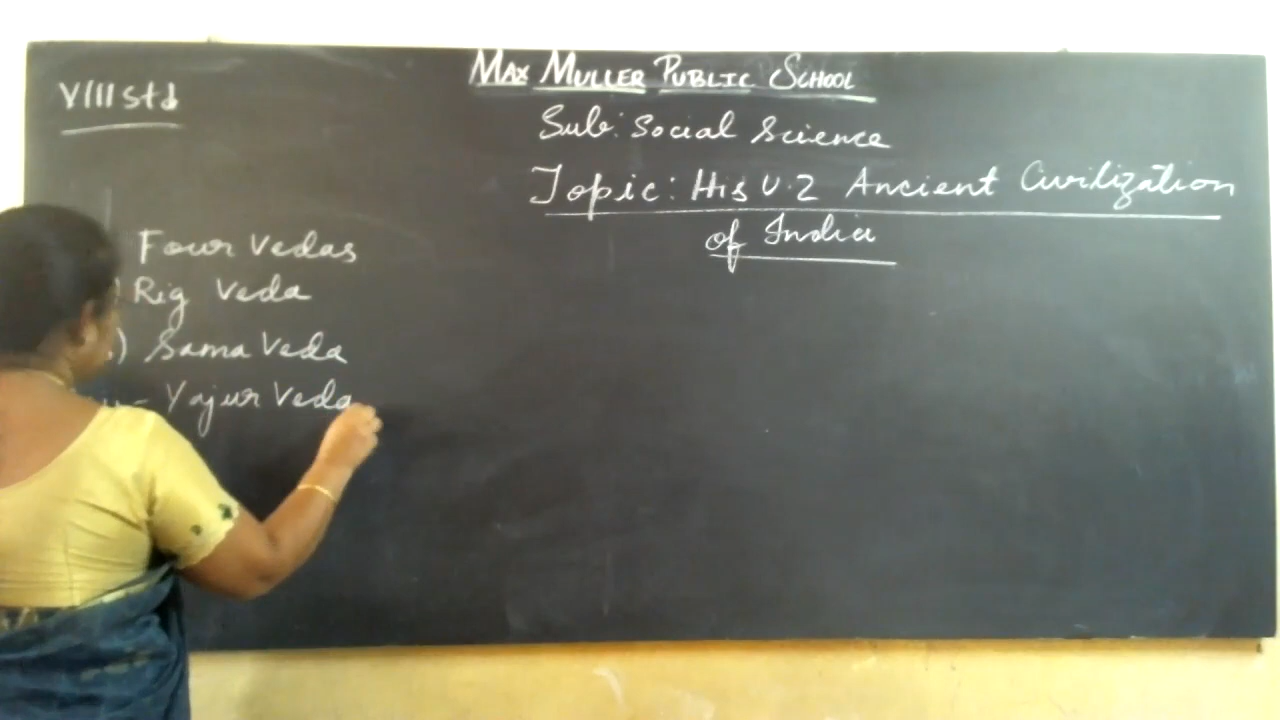 MAX MULLER PUBLIC SCHOOL
VIII Std
Sub: Social Science
Topic: His U.2 Ancient Civilization
of India
Four Vedas
) Rig Veda
.) Sama Veda
- Yajur Veda